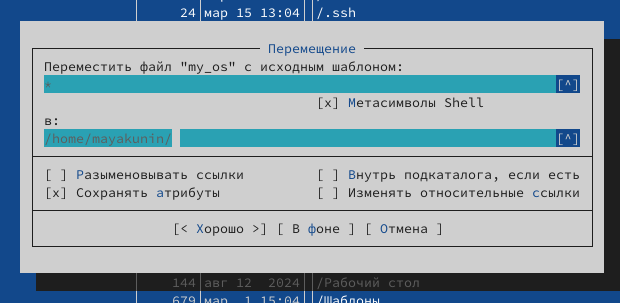 24 мар 15 13:04 /.ssh
Перемещение
Переместить файл "my_os" с исходным шаблоном:
* [^]
[x] Метасимволы Shell
в:
/home/mayakunin/ [^]
[ ] Разыменовывать ссылки [ ] Внутрь подкаталога, если есть
[x] Сохранять атрибуты [ ] Изменять относительные ссылки
[< Хорошо >] [ В фоне ] [ Отмена ]
144 авг 12 2024 /Рабочий стол
679 мар 1 15:04 /Шаблоны